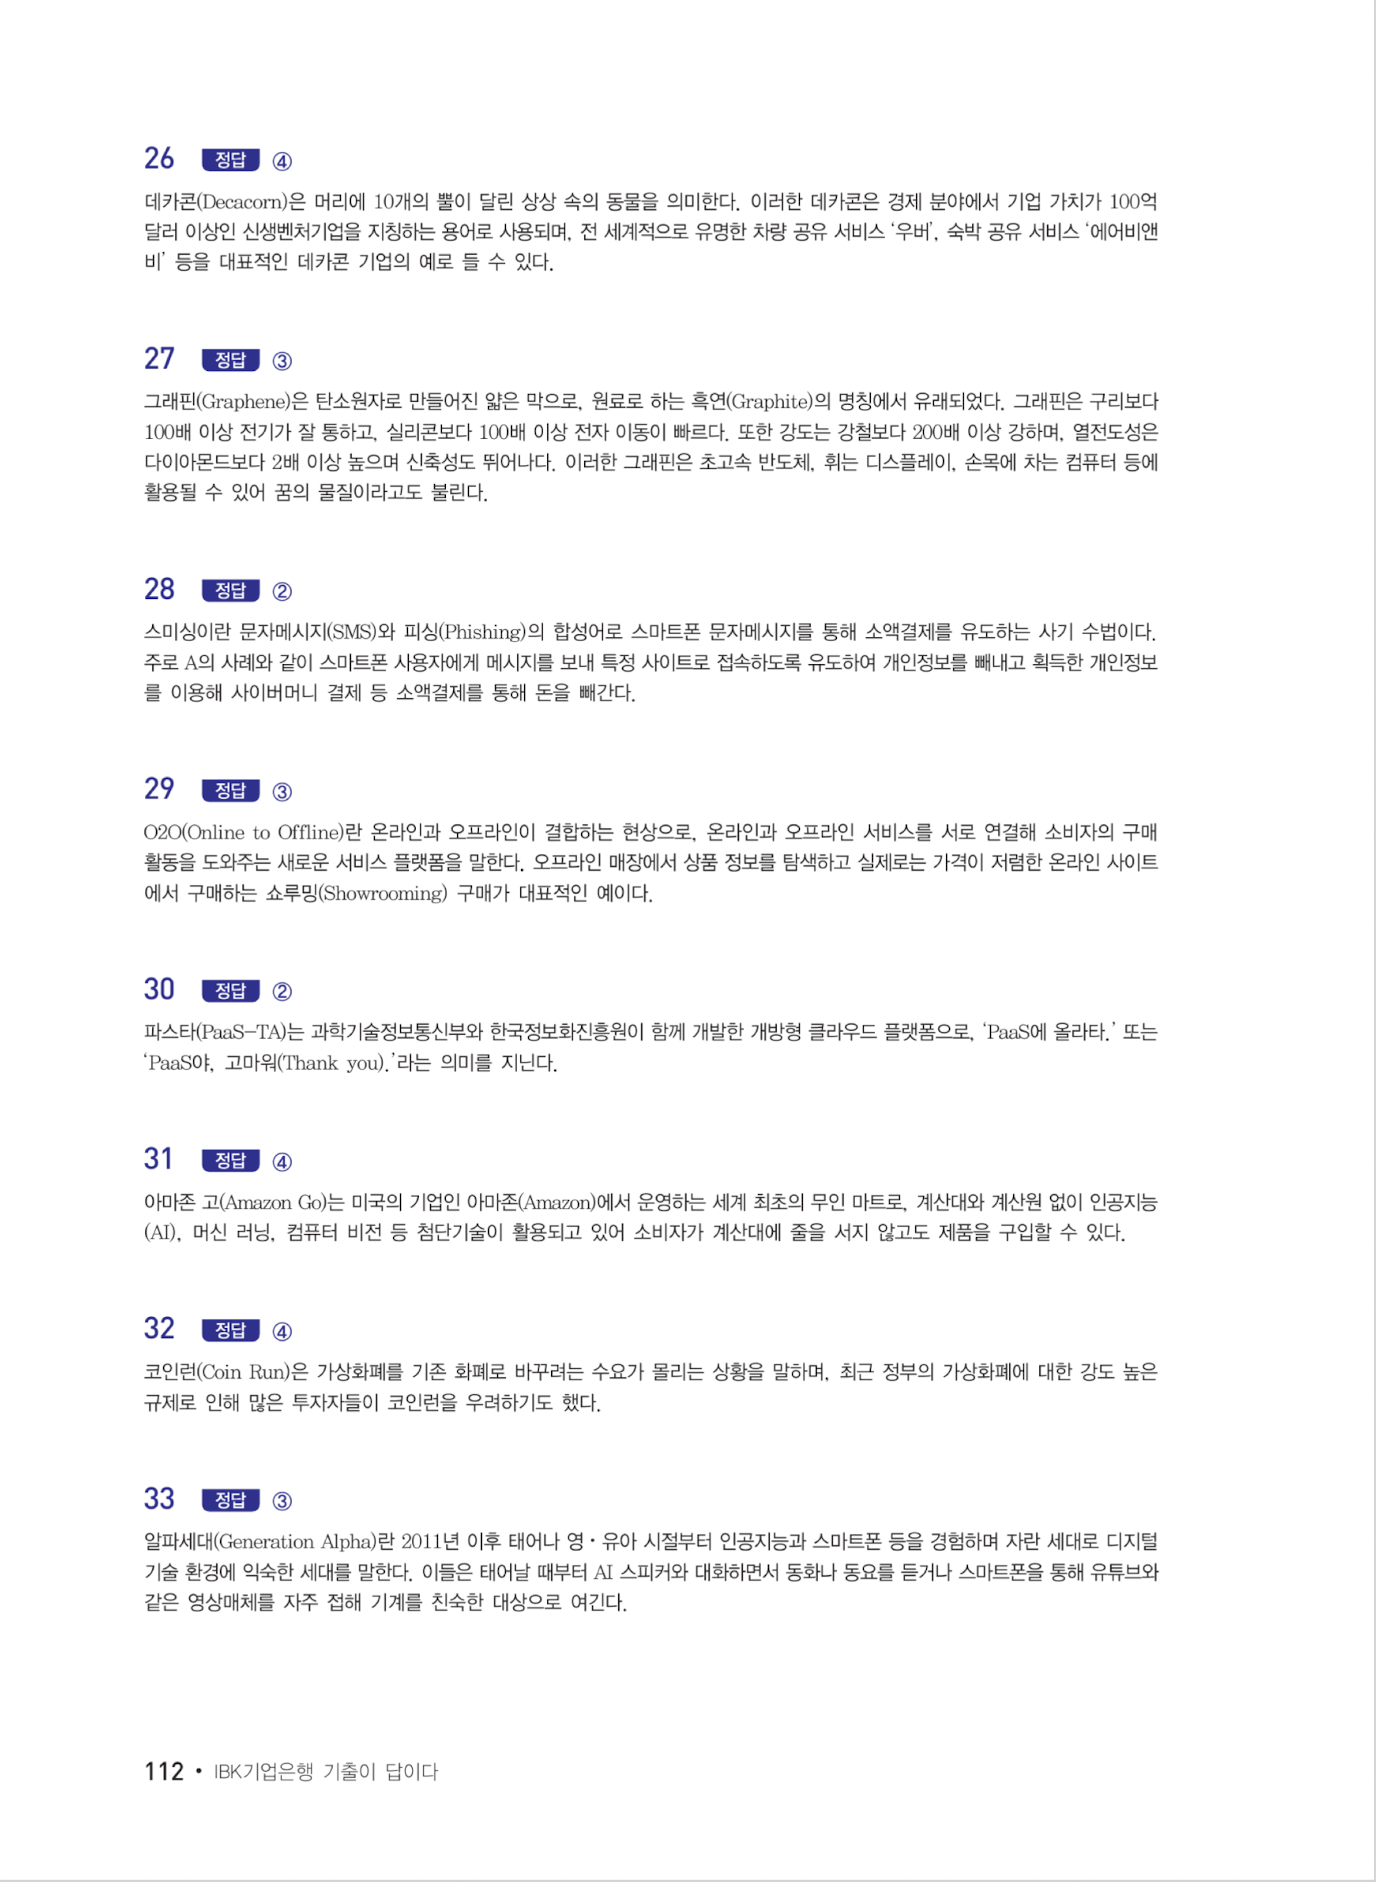 26 정답 ④
데카콘(Decacorn)은 머리에 10개의 뿔이 달린 상상 속의 동물을 의미한다. 이러한 데카콘은 경제 분야에서 기업 가치가 100억
달러 이상인 신생벤처기업을 지칭하는 용어로 사용되며, 전 세계적으로 유명한 차량 공유 서비스 ‘우버’, 숙박 공유 서비스 ‘에어비앤
비’ 등을 대표적인 데카콘 기업의 예로 들 수 있다.
27 정답 ③
그래핀(Graphene)은 탄소원자로 만들어진 얇은 막으로, 원료로 하는 흑연(Graphite)의 명칭에서 유래되었다. 그래핀은 구리보다
100배 이상 전기가 잘 통하고, 실리콘보다 100배 이상 전자 이동이 빠르다. 또한 강도는 강철보다 200배 이상 강하며, 열전도성은
다이아몬드보다 2배 이상 높으며 신축성도 뛰어나다. 이러한 그래핀은 초고속 반도체, 휘는 디스플레이, 손목에 차는 컴퓨터 등에
활용될 수 있어 꿈의 물질이라고도 불린다.
28 정답 ②
스미싱이란 문자메시지(SMS)와 피싱(Phishing)의 합성어로 스마트폰 문자메시지를 통해 소액결제를 유도하는 사기 수법이다.
주로 A의 사례와 같이 스마트폰 사용자에게 메시지를 보내 특정 사이트로 접속하도록 유도하여 개인정보를 빼내고 획득한 개인정보
를 이용해 사이버머니 결제 등 소액결제를 통해 돈을 빼간다.
29 정답 ③
O2O(Online to Offline)란 온라인과 오프라인이 결합하는 현상으로, 온라인과 오프라인 서비스를 서로 연결해 소비자의 구매
활동을 도와주는 새로운 서비스 플랫폼을 말한다. 오프라인 매장에서 상품 정보를 탐색하고 실제로는 가격이 저렴한 온라인 사이트
에서 구매하는 쇼루밍(Showrooming) 구매가 대표적인 예이다.
30 정답 ②
파스타(PaaS-TA)는 과학기술정보통신부와 한국정보화진흥원이 함께 개발한 개방형 클라우드 플랫폼으로, ‘PaaS에 올라타.’ 또는
‘PaaS야, 고마워(Thank you).’라는 의미를 지닌다.
31 정답 ④
아마존 고(Amazon Go)는 미국의 기업인 아마존(Amazon)에서 운영하는 세계 최초의 무인 마트로, 계산대와 계산원 없이 인공지능
(AI), 머신 러닝, 컴퓨터 비전 등 첨단기술이 활용되고 있어 소비자가 계산대에 줄을 서지 않고도 제품을 구입할 수 있다.
32 정답 ④
코인런(Coin Run)은 가상화폐를 기존 화폐로 바꾸려는 수요가 몰리는 상황을 말하며, 최근 정부의 가상화폐에 대한 강도 높은
규제로 인해 많은 투자자들이 코인런을 우려하기도 했다.
33 정답 ③
알파세대(Generation Alpha)란 2011년 이후 태어나 영·유아 시절부터 인공지능과 스마트폰 등을 경험하며 자란 세대로 디지털
기술 환경에 익숙한 세대를 말한다. 이들은 태어날 때부터 AI 스피커와 대화하면서 동화나 동요를 듣거나 스마트폰을 통해 유튜브와
같은 영상매체를 자주 접해 기계를 친숙한 대상으로 여긴다.
112 • IBK기업은행 기출이 답이다